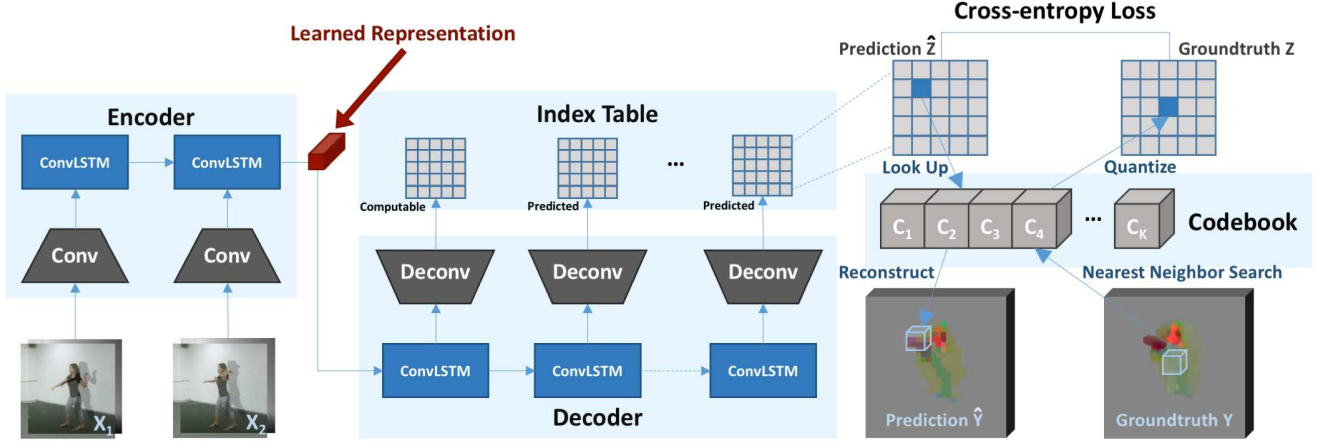 Cross-entropy Loss
Learned Representation
Prediction Ẑ
Groundtruth Z
Encoder
Index Table
ConvLSTM
ConvLSTM
...
Look Up
Quantize
Computable
Predicted
Predicted
C1
C2
C3
C4
...
CK
Codebook
Conv
Conv
Deconv
Deconv
Deconv
Reconstruct
Nearest Neighbor Search
ConvLSTM
ConvLSTM
ConvLSTM
X1
X2
Decoder
Prediction Ŷ
Groundtruth Y